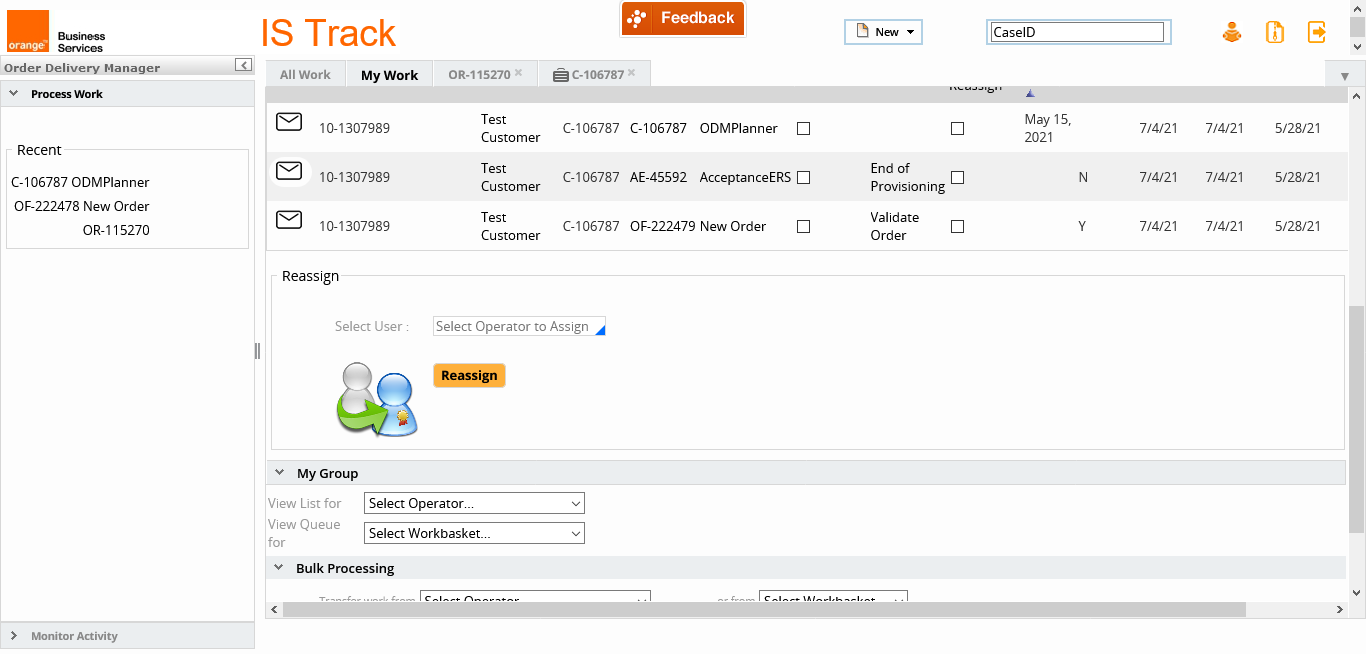 orange™
Business
Services
IS Track
Feedback
New
CaseID
Order Delivery Manager
Process Work
Recent
C-106787 ODMPlanner
OF-222478 New Order
OR-115270
Monitor Activity
All Work
My Work
OR-115270 ×
C-106787 ×
Reassign
10-1307989 Test Customer C-106787 C-106787 ODMPlanner May 15, 2021 7/4/21 7/4/21 5/28/21
10-1307989 Test Customer C-106787 AE-45592 AcceptanceERS End of Provisioning N 7/4/21 7/4/21 5/28/21
10-1307989 Test Customer C-106787 OF-222479 New Order Validate Order Y 7/4/21 7/4/21 5/28/21
Reassign
Select User :
Select Operator to Assign
Reassign
My Group
View List for
Select Operator...
View Queue
for
Select Workbasket...
Bulk Processing
Transfer work from Select Operator
or from Select Workbasket